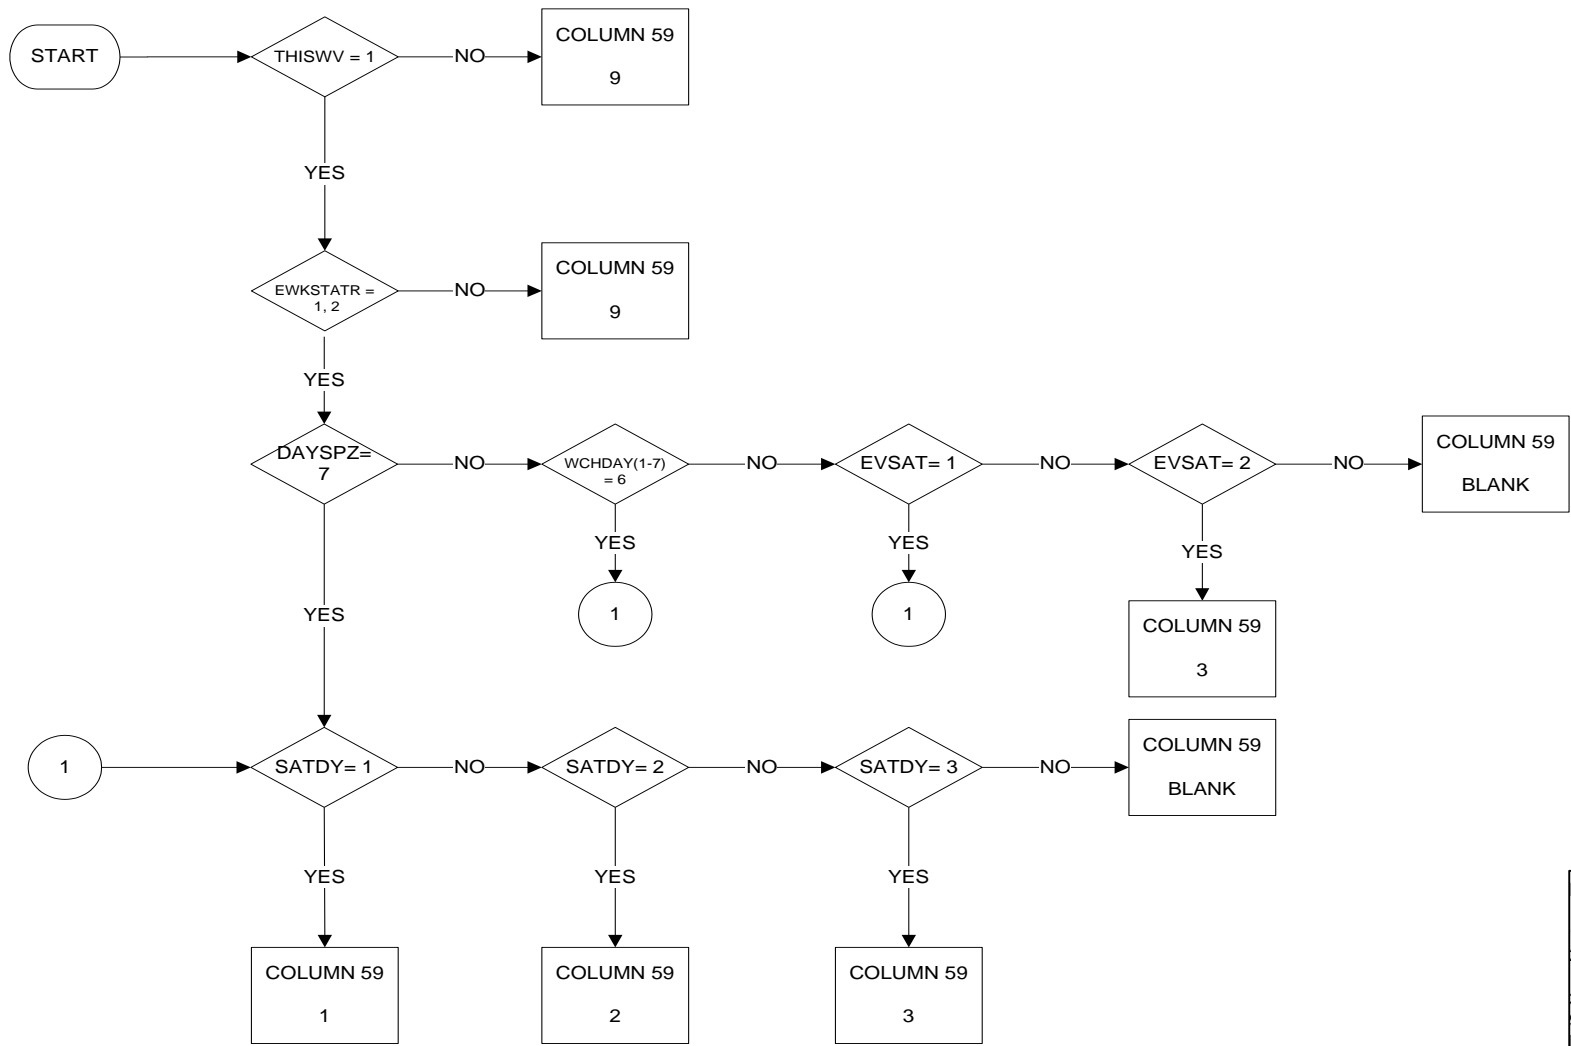 START
THISWV = 1
NO
COLUMN 59
9
YES
EWKSTATR =
1, 2
NO
COLUMN 59
9
YES
DAYSPZ=
7
NO
WCHDAY(1-7)
= 6
NO
EVSAT= 1
NO
EVSAT= 2
NO
COLUMN 59
BLANK
YES
YES
YES
YES
1
1
COLUMN 59
3
1
SATDY= 1
NO
SATDY= 2
NO
SATDY= 3
NO
COLUMN 59
BLANK
YES
YES
YES
COLUMN 59
1
COLUMN 59
2
COLUMN 59
3